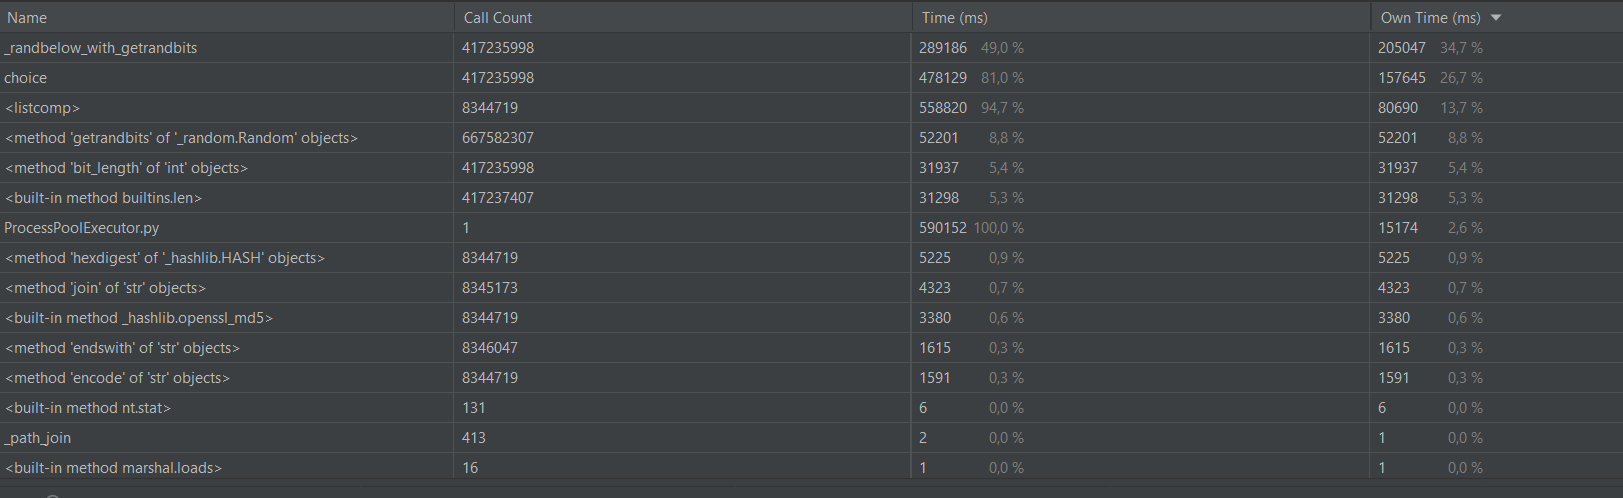 Name Call Count Time (ms) Own Time (ms)
_randbelow_with_getrandbits 417235998 289186 49,0 % 205047 34,7 %
choice 417235998 478129 81,0 % 157645 26,7 %
<listcomp> 8344719 558820 94,7 % 80690 13,7 %
<method 'getrandbits' of '_random.Random' objects> 667582307 52201 8,8 % 52201 8,8 %
<method 'bit_length' of 'int' objects> 417235998 31937 5,4 % 31937 5,4 %
<built-in method builtins.len> 417237407 31298 5,3 % 31298 5,3 %
ProcessPoolExecutor.py 1 590152 100,0 % 15174 2,6 %
<method 'hexdigest' of '_hashlib.HASH' objects> 8344719 5225 0,9 % 5225 0,9 %
<method 'join' of 'str' objects> 8345173 4323 0,7 % 4323 0,7 %
<built-in method _hashlib.openssl_md5> 8344719 3380 0,6 % 3380 0,6 %
<method 'endswith' of 'str' objects> 8346047 1615 0,3 % 1615 0,3 %
<method 'encode' of 'str' objects> 8344719 1591 0,3 % 1591 0,3 %
<built-in method nt.stat> 131 6 0,0 % 6 0,0 %
_path_join 413 2 0,0 % 1 0,0 %
<built-in method marshal.loads> 16 1 0,0 % 1 0,0 %